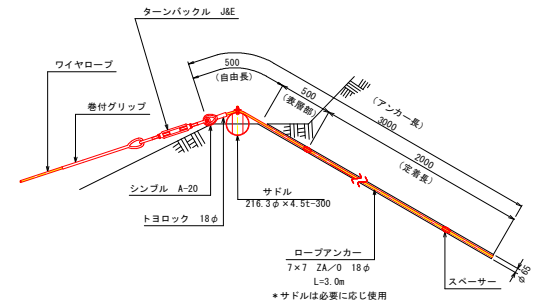 ターンバックル J&E
500
(自由長)
ワイヤロープ
巻付グリップ
500
(表層部)
(アンカー長)
3000
2000
(定着長)
シンブル A-20
トヨロック 18φ
サドル
216.3φ×4.5t-300
ロープアンカー
7×7 ZA/O 18φ
L=3.0m
*サドルは必要に応じ使用
スペーサー
φ65